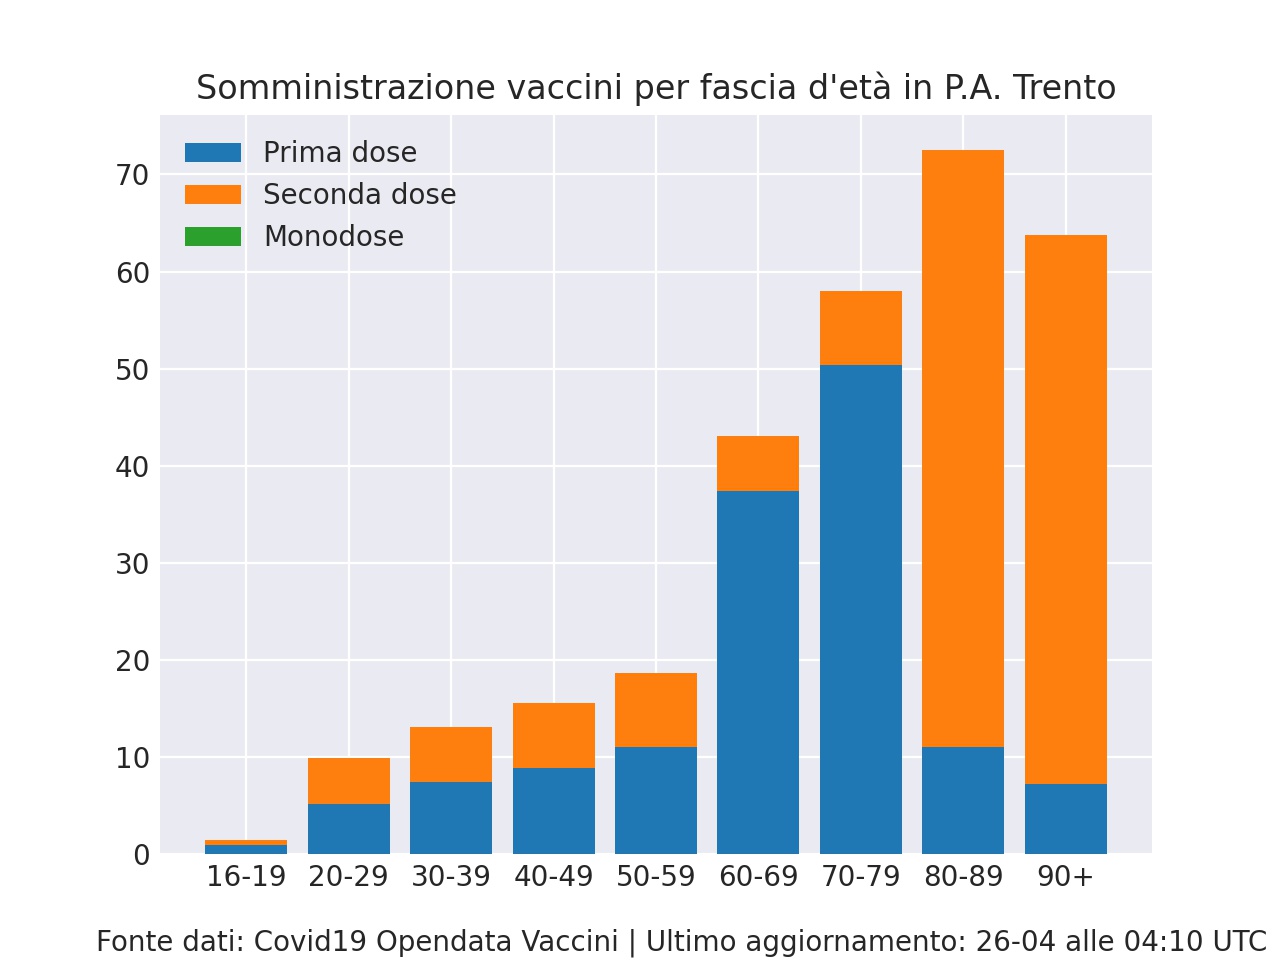 Somministrazione vaccini per fascia d'età in P.A. Trento
Prima dose
Seconda dose
Monodose
70
60
50
40
30
20
10
0
16-19 20-29 30-39 40-49 50-59 60-69 70-79 80-89 90+
Fonte dati: Covid19 Opendata Vaccini | Ultimo aggiornamento: 26-04 alle 04:10 UTC